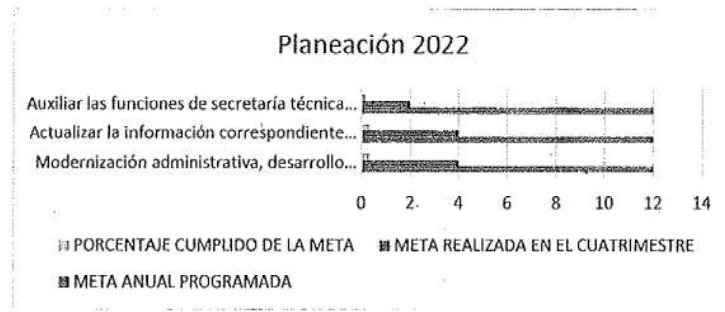 Planeación 2022
Auxiliar las funciones de secretaría técnica...
Actualizar la información correspondiente...
Modernización administrativa, desarrollo...
0 2 4 6 8 10 12 14
PORCENTAJE CUMPLIDO DE LA META META REALIZADA EN EL CUATRIMESTRE
META ANUAL PROGRAMADA